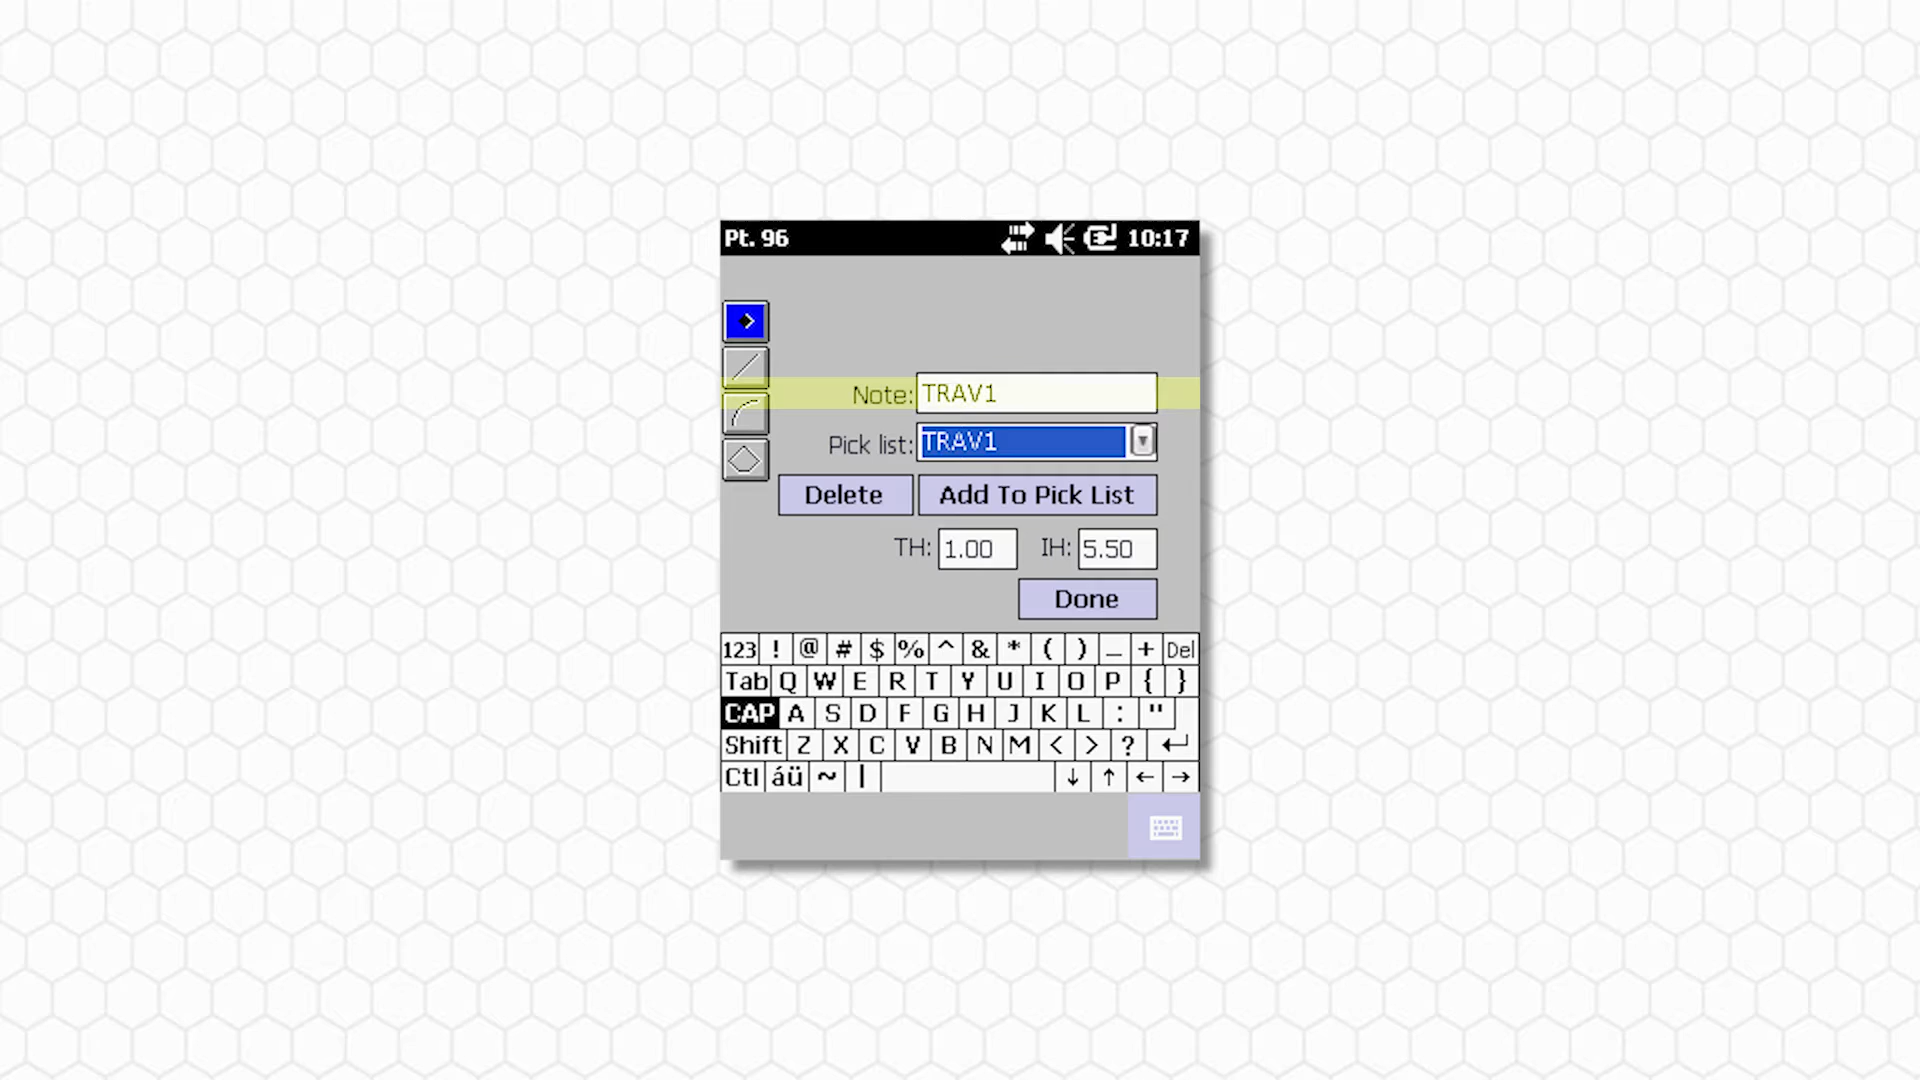 Pt. 96 10:17
Note: TRAV1
Pick list: TRAV1
Delete Add To Pick List
TH: 1.00 IH: 5.50
Done
123 ! @ # $ % ^ & * ( ) _ + Del
Tab Q W E R T Y U I O P { }
CAP A S D F G H J K L : "
Shift Z X C V B N M < > ? ↵
Ctl áü ~ | ↓ ↑ ← →